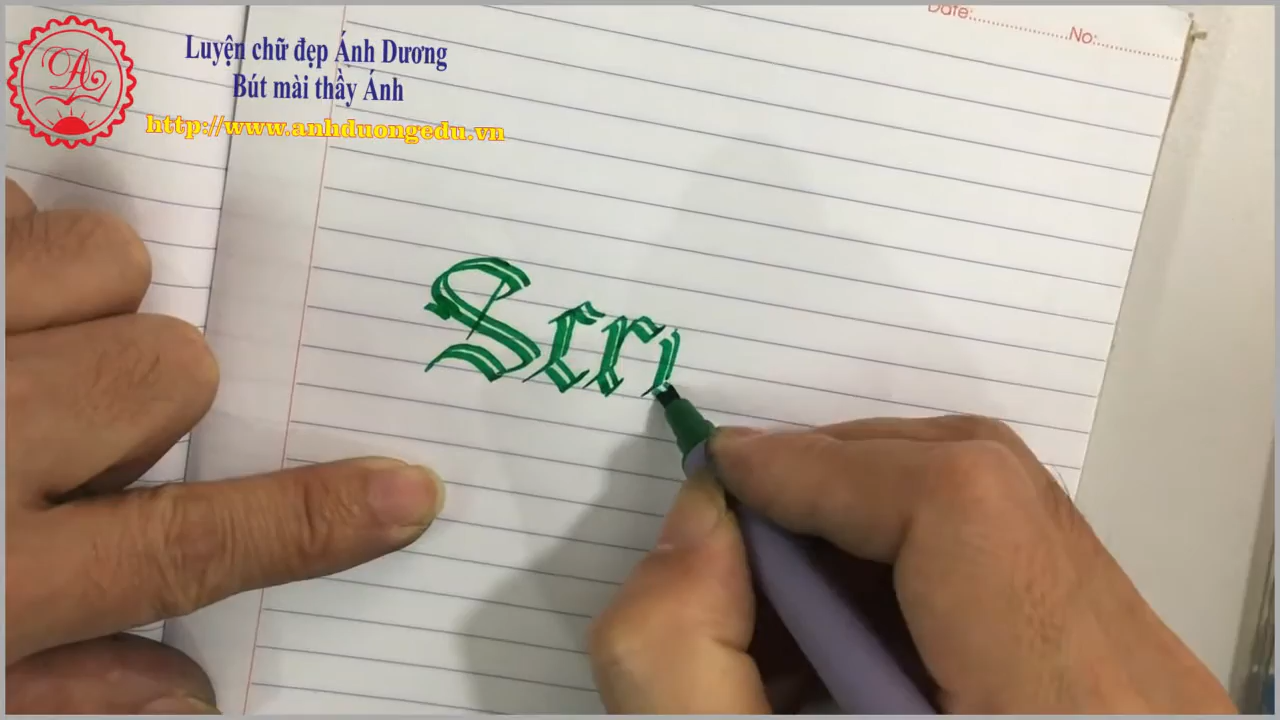 Date:..............................No:..................
Luyện chữ đẹp Ánh Dương
Bút mài thầy Ánh
http://www.anhduongedu.vn
Scri